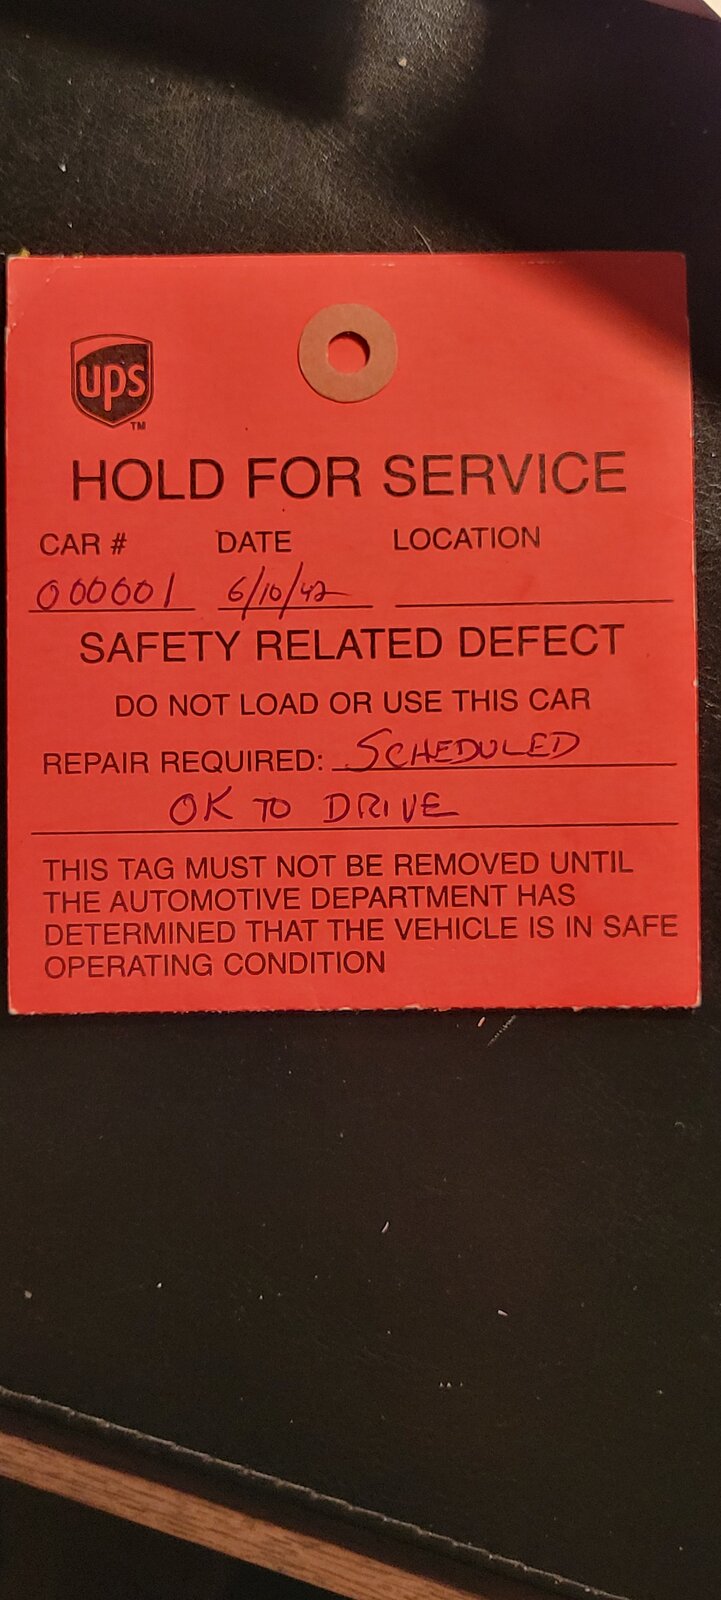 ups
TM
HOLD FOR SERVICE
CAR # DATE LOCATION
000001 6/10/42
SAFETY RELATED DEFECT
DO NOT LOAD OR USE THIS CAR
REPAIR REQUIRED: SCHEDULED
OK TO DRIVE
THIS TAG MUST NOT BE REMOVED UNTIL
THE AUTOMOTIVE DEPARTMENT HAS
DETERMINED THAT THE VEHICLE IS IN SAFE
OPERATING CONDITION